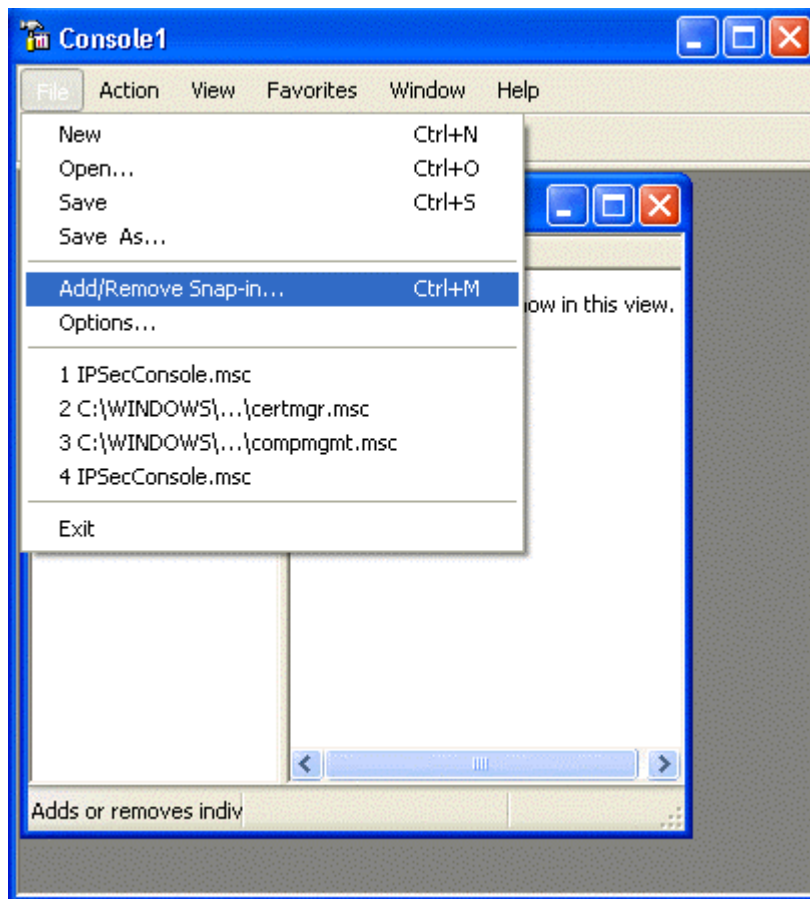 Console1
File Action View Favorites Window Help
New Ctrl+N
Open... Ctrl+O
Save Ctrl+S
Save As...
Add/Remove Snap-in... Ctrl+M
Options...
now in this view.
1 IPSecConsole.msc
2 C:\WINDOWS\...\certmgr.msc
3 C:\WINDOWS\...\compmgmt.msc
4 IPSecConsole.msc
Exit
Adds or removes indiv